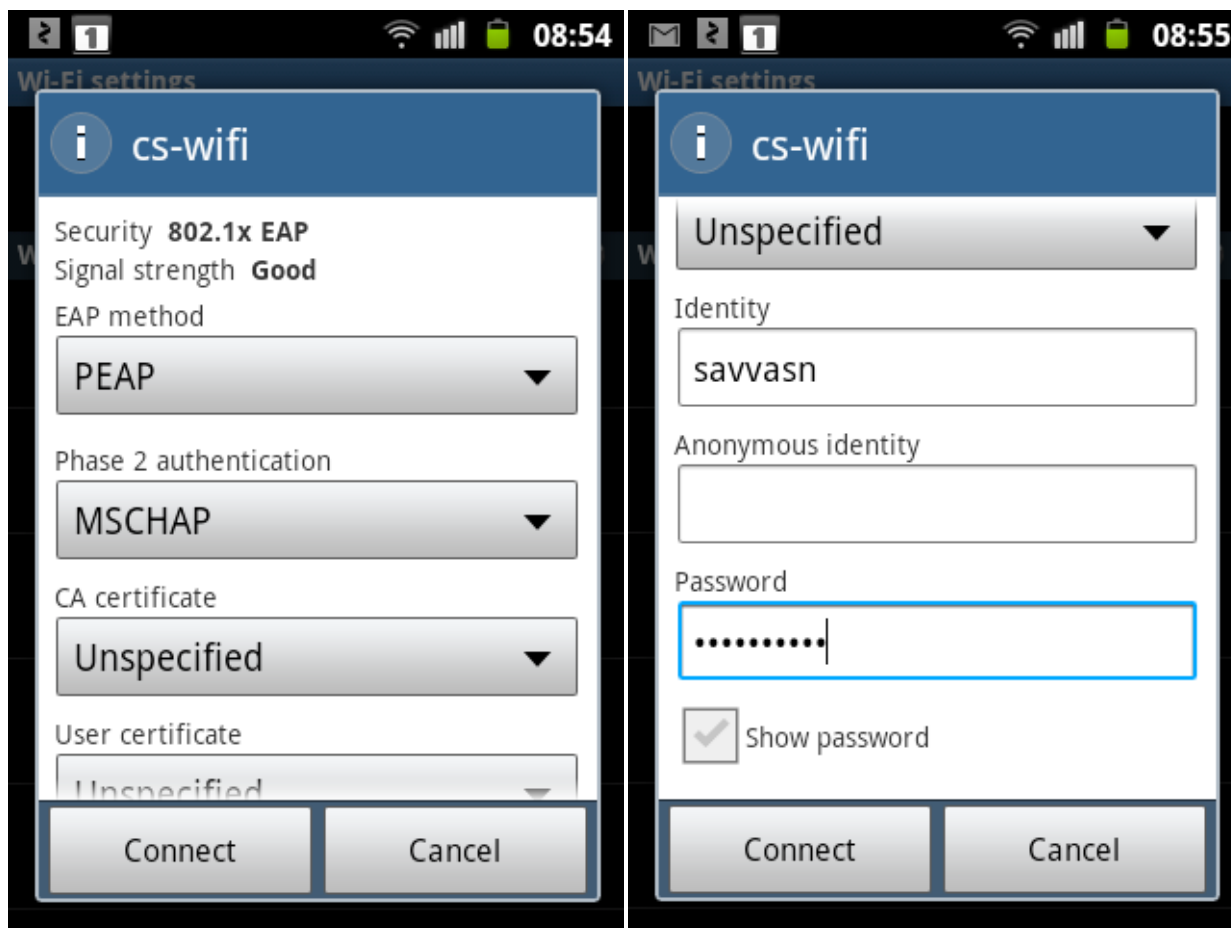 08:54
Wi-Fi settings
cs-wifi
Security 802.1x EAP
Signal strength Good
EAP method
PEAP
Phase 2 authentication
MSCHAP
CA certificate
Unspecified
User certificate
Unspecified
Connect Cancel
08:55
Wi-Fi settings
cs-wifi
Unspecified
Identity
savvasn
Anonymous identity
Password
••••••••••
Show password
Connect Cancel